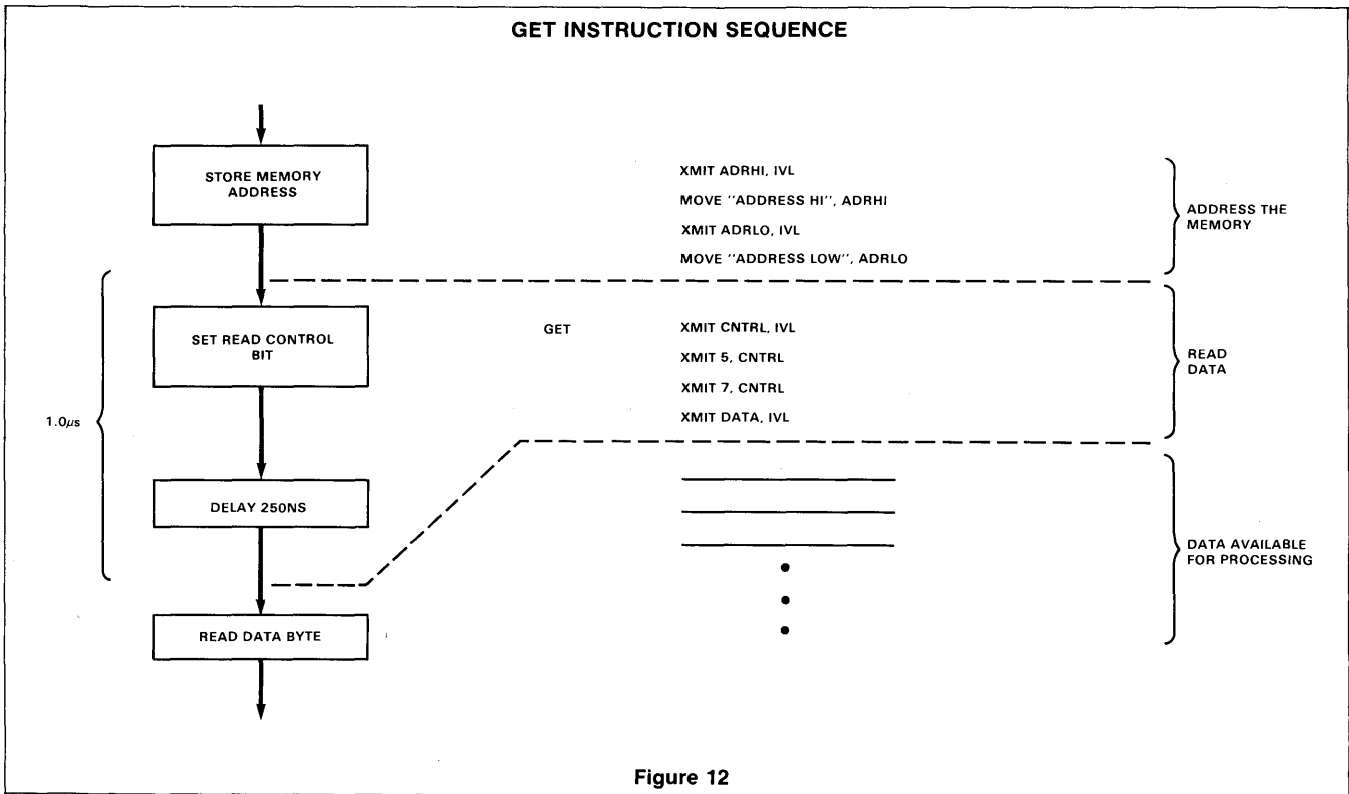 GET INSTRUCTION SEQUENCE
STORE MEMORY
ADDRESS
XMIT ADRHI, IVL
MOVE "ADDRESS HI", ADRHI
XMIT ADRLO, IVL
MOVE "ADDRESS LOW", ADRLO
ADDRESS THE
MEMORY
SET READ CONTROL
BIT
GET
XMIT CNTRL, IVL
XMIT 5, CNTRL
XMIT 7, CNTRL
XMIT DATA, IVL
READ
DATA
1.0μs
DELAY 250NS
DATA AVAILABLE
FOR PROCESSING
READ DATA BYTE
Figure 12